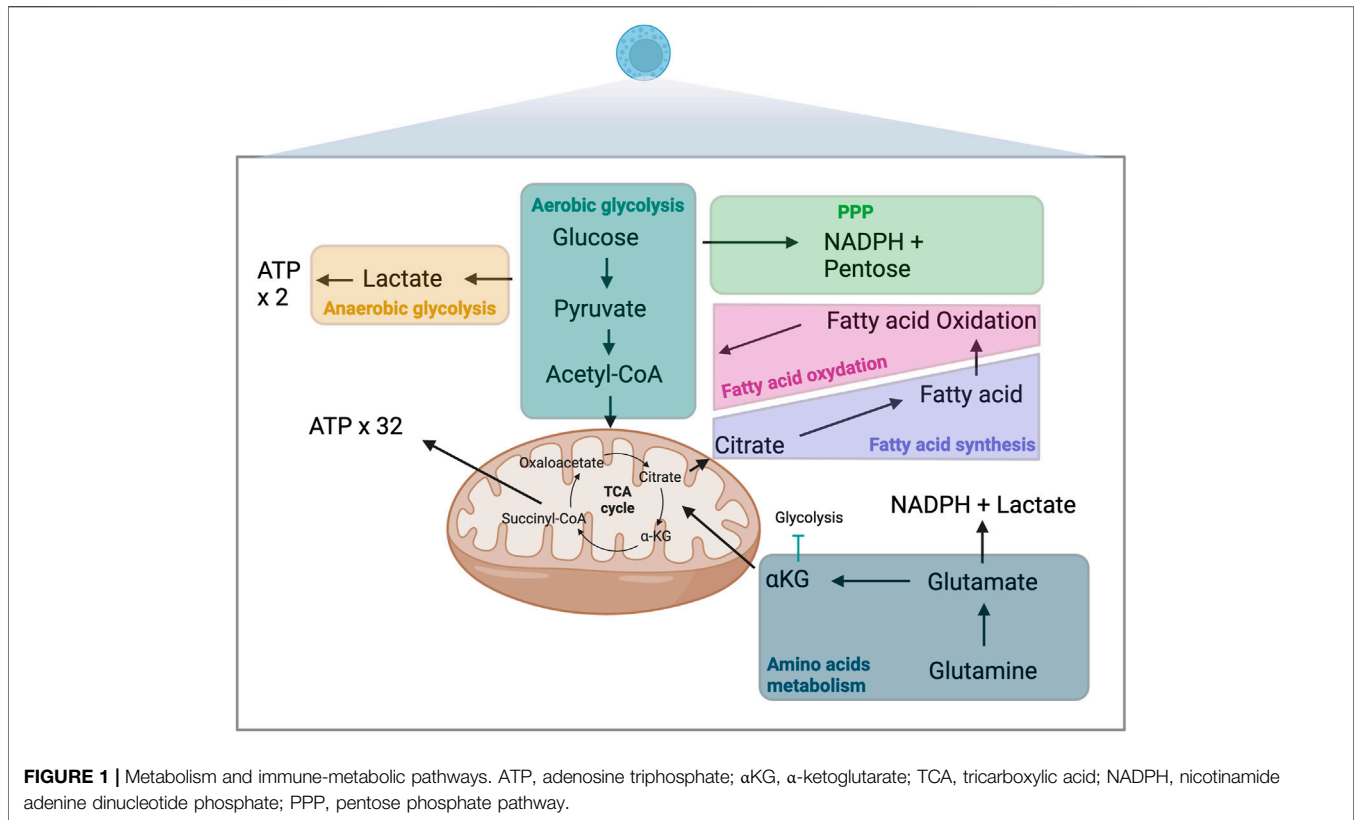 Aerobic glycolysis
Glucose
Pyruvate
Acetyl-CoA
ATP
x 2
Lactate
Anaerobic glycolysis
PPP
NADPH +
Pentose
Fatty acid Oxidation
Fatty acid oxydation
Fatty acid
Citrate
Fatty acid synthesis
ATP x 32
Oxaloacetate
Citrate
TCA
cycle
Succinyl-CoA
α-KG
Glycolysis
NADPH + Lactate
αKG
Glutamate
Glutamine
Amino acids
metabolism
FIGURE 1 | Metabolism and immune-metabolic pathways. ATP, adenosine triphosphate; αKG, α-ketoglutarate; TCA, tricarboxylic acid; NADPH, nicotinamide
adenine dinucleotide phosphate; PPP, pentose phosphate pathway.